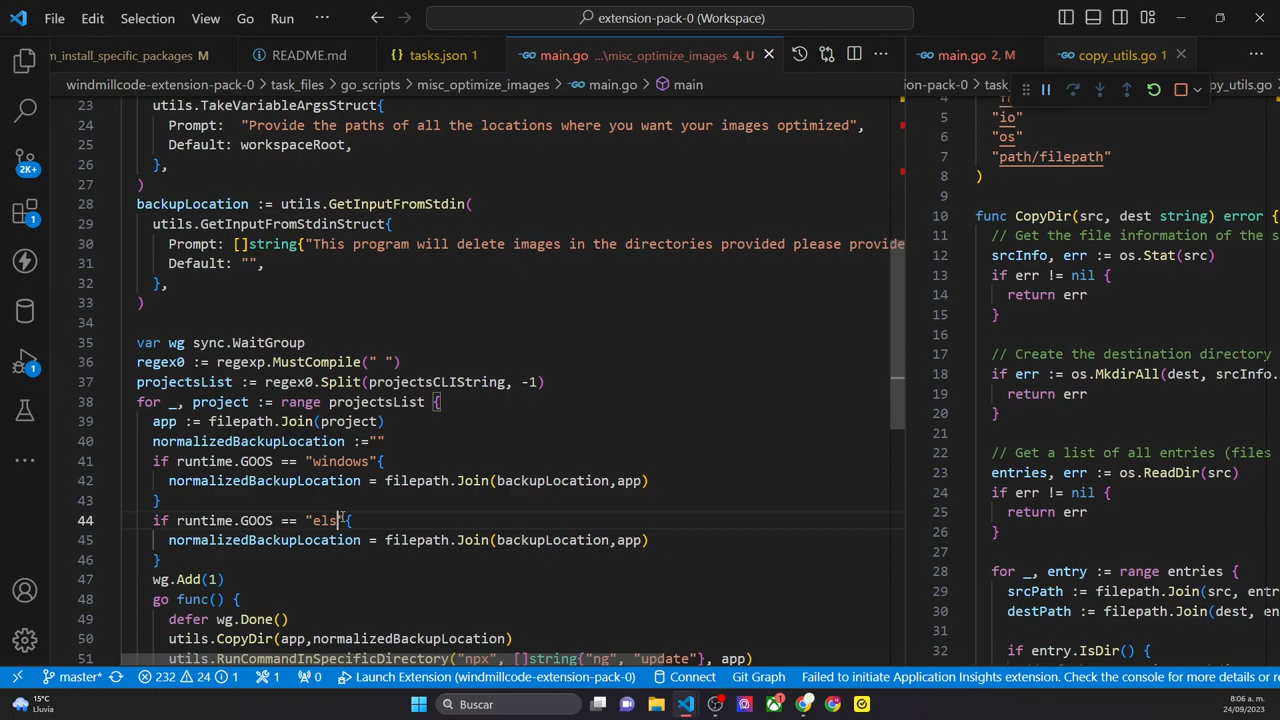 File Edit Selection View Go Run ··· extension-pack-0 (Workspace)
m_install_specific_packages M README.md tasks.json 1 main.go ...\misc_optimize_images 4, U main.go 2, M copy_utils.go 1
windmillcode-extension-pack-0 > task_files > go_scripts > misc_optimize_images > main.go > main
ension-pack-0 > task_ y_utils.go > ...
23 utils.TakeVariableArgsStruct{
24 Prompt: "Provide the paths of all the locations where you want your images optimized",
25 Default: workspaceRoot,
26 },
27 )
28 backupLocation := utils.GetInputFromStdin(
29 utils.GetInputFromStdinStruct{
30 Prompt: []string{"This program will delete images in the directories provided please provide
31 Default: "",
32 },
33 )
34
35 var wg sync.WaitGroup
36 regex0 := regexp.MustCompile(" ")
37 projectsList := regex0.Split(projectsCLIString, -1)
38 for _, project := range projectsList {
39 app := filepath.Join(project)
40 normalizedBackupLocation :=""
41 if runtime.GOOS == "windows"{
42 normalizedBackupLocation = filepath.Join(backupLocation,app)
43 }
44 if runtime.GOOS == "els"{
45 normalizedBackupLocation = filepath.Join(backupLocation,app)
46 }
47 wg.Add(1)
48 go func() {
49 defer wg.Done()
50 utils.CopyDir(app,normalizedBackupLocation)
51 utils.RunCommandInSpecificDirectory("npx", []string{"ng", "update"}, app)
4
5 "io"
6 "os"
7 "path/filepath"
8 )
9
10 func CopyDir(src, dest string) error {
11 // Get the file information of the s
12 srcInfo, err := os.Stat(src)
13 if err != nil {
14 return err
15 }
16
17 // Create the destination directory
18 if err := os.MkdirAll(dest, srcInfo.
19 return err
20 }
21
22 // Get a list of all entries (files
23 entries, err := os.ReadDir(src)
24 if err != nil {
25 return err
26 }
27
28 for _, entry := range entries {
29 srcPath := filepath.Join(src, entr
30 destPath := filepath.Join(dest, en
31
32 if entry.IsDir() {
2K+
1
1
master* 232 24 1 1 0 Launch Extension (windmillcode-extension-pack-0) Connect Git Graph Failed to initiate Application Insights extension. Check the console for more details or re
15°C
Lluvia
Buscar
8:06 a. m.
24/09/2023